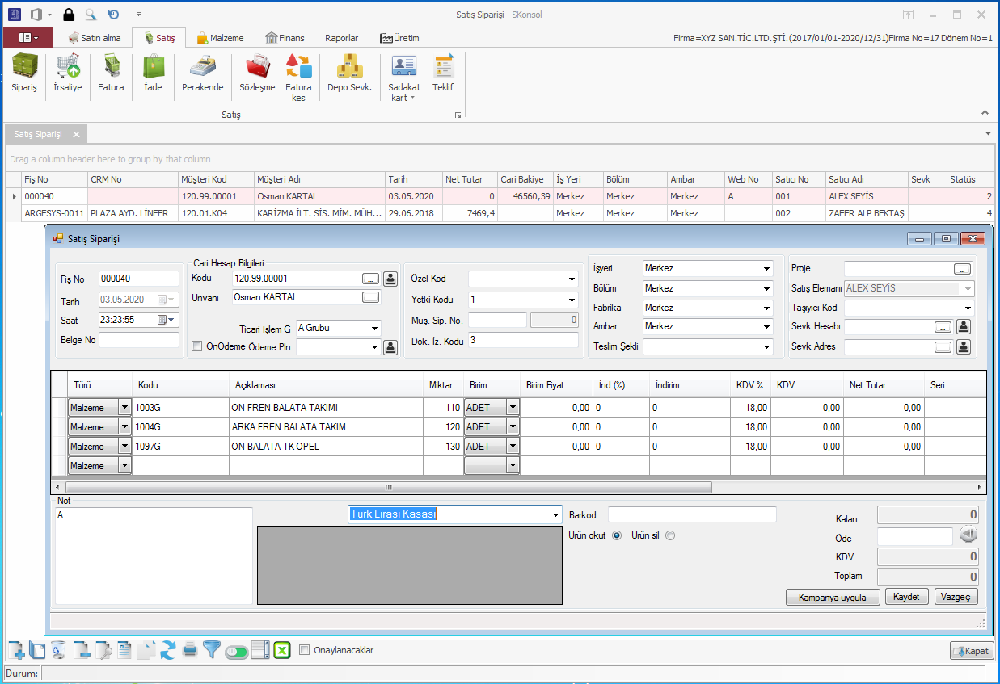 Satış Siparişi - SKonsol
Satın alma Satış Malzeme Finans Raporlar Üretim Firma=XYZ SAN.TİC.LTD.ŞTİ.(2017/01/01-2020/12/31)Firma No=17 Dönem No=1
Sipariş İrsaliye Fatura İade Perakende Sözleşme Fatura kes Depo Sevk. Sadakat kart Teklif
Satış
Satış Siparişi
Drag a column header here to group by that column
Fiş No CRM No Müşteri Kod Müşteri Adı Tarih Net Tutar Cari Bakiye İş Yeri Bölüm Ambar Web No Satıcı No Satıcı Adı Sevk Statüs
000040 120.99.00001 Osman KARTAL 03.05.2020 0 46560,39 Merkez Merkez Merkez A 001 ALEX SEYİS 2
ARGESYS-0011 PLAZA AYD. LİNEER 120.01.K04 KARİZMA İLT. SİS. MİM. MÜH... 29.06.2018 7469,4 Merkez Merkez Merkez 002 ZAFER ALP BEKTAŞ 4
Satış Siparişi
Fiş No 000040
Tarih 03.05.2020
Saat 23:23:55
Belge No
Cari Hesap Bilgileri
Kodu 120.99.00001 ...
Unvanı Osman KARTAL ...
Ticari İşlem G A Grubu
ÖnÖdeme Ödeme Pln
Özel Kod
Yetki Kodu 1
Müş. Sip. No. 0
Dök. İz. Kodu 3
İşyeri Merkez
Bölüm Merkez
Fabrika Merkez
Ambar Merkez
Teslim Şekli
Proje ...
Satış Elemanı ALEX SEYİS
Taşıyıcı Kod
Sevk Hesabı ...
Sevk Adres ...
Türü Kodu Açıklaması Miktar Birim Birim Fiyat İnd (%) İndirim KDV % KDV Net Tutar Seri
Malzeme 1003G ON FREN BALATA TAKIMI 110 ADET 0,00 0 0 18,00 0,00 0,00
Malzeme 1004G ARKA FREN BALATA TAKIM 120 ADET 0,00 0 0 18,00 0,00 0,00
Malzeme 1097G ON BALATA TK OPEL 130 ADET 0,00 0 0 18,00 0,00 0,00
Malzeme
Not
A
Türk Lirası Kasası
Barkod
Ürün okut Ürün sil
Kalan 0
Öde
KDV 0
Toplam 0
Kampanya uygula Kaydet Vazgeç
Onaylanacaklar Kapat
Durum: